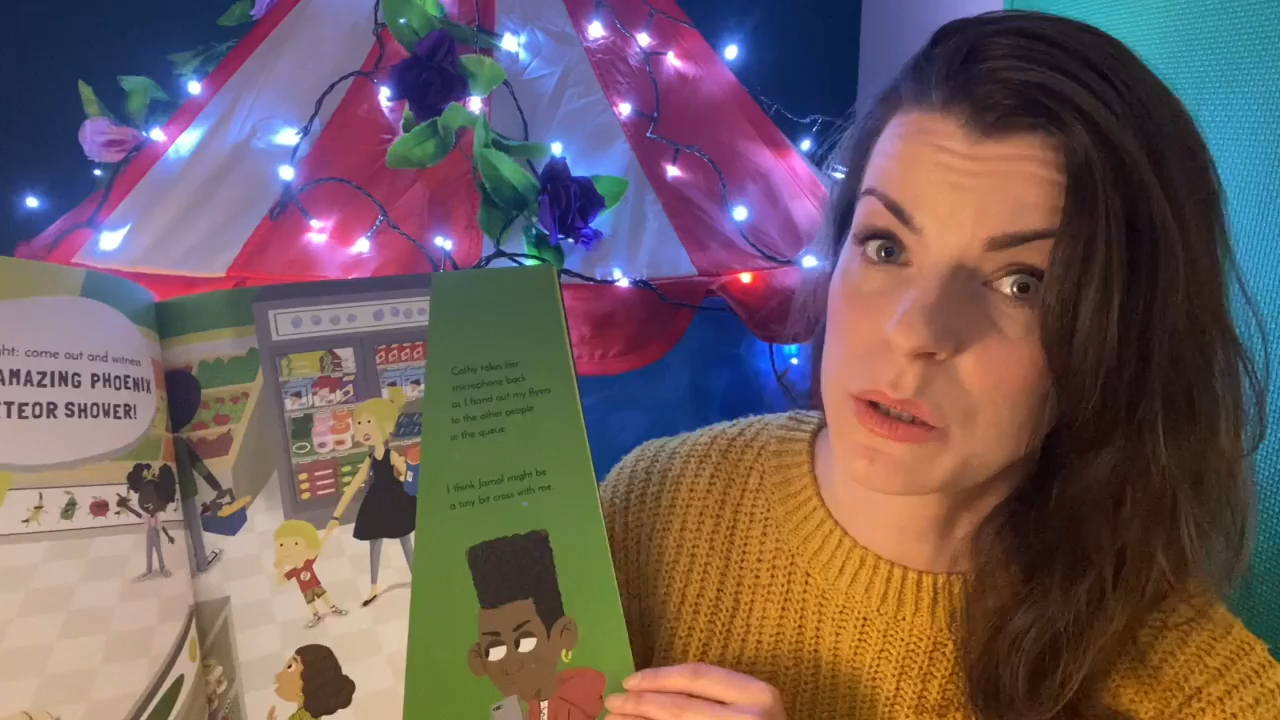 ght: come out and witness
AMAZING PHOENIX
TEOR SHOWER!
Cathy takes her
microphone back
as I hand out my flyers
to the other people
in the queue.
I think Jamal might be
a tiny bit cross with me.